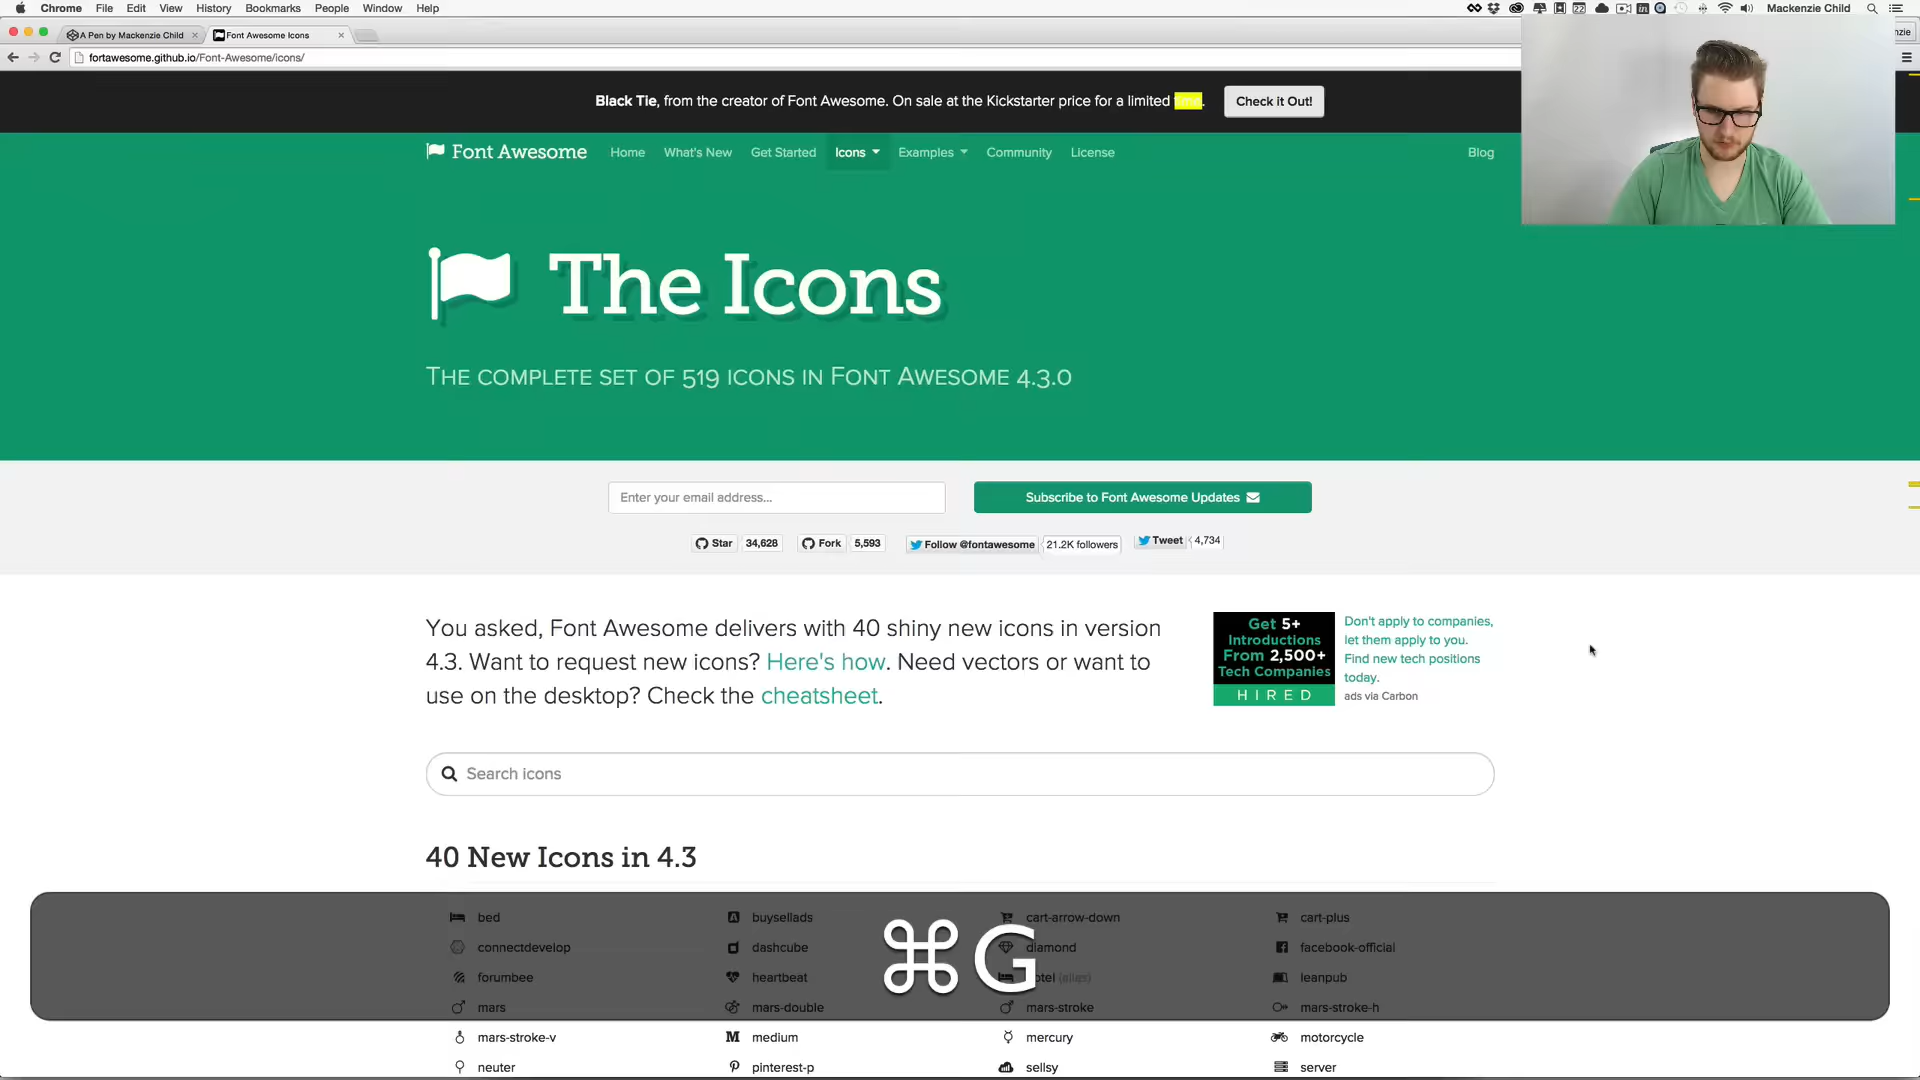 Chrome File Edit View History Bookmarks People Window Help
22
Mackenzie Child
A Pen by Mackenzie Child
Font Awesome Icons
nzie
fortawesome.github.io/Font-Awesome/icons/
Black Tie, from the creator of Font Awesome. On sale at the Kickstarter price for a limited time.
Check it Out!
Font Awesome Home What's New Get Started Icons Examples Community License Blog
The Icons
THE COMPLETE SET OF 519 ICONS IN FONT AWESOME 4.3.0
Enter your email address...
Subscribe to Font Awesome Updates
Star 34,628 Fork 5,593 Follow @fontawesome 21.2K followers Tweet 4,734
You asked, Font Awesome delivers with 40 shiny new icons in version
4.3. Want to request new icons? Here's how. Need vectors or want to
use on the desktop? Check the cheatsheet.
Get 5+
Introductions
From 2,500+
Tech Companies
HIRED
Don't apply to companies,
let them apply to you.
Find new tech positions
today.
ads via Carbon
Search icons
40 New Icons in 4.3
bed buysellads cart-arrow-down cart-plus
connectdevelop dashcube diamond facebook-official
forumbee heartbeat hotel (alias) leanpub
mars mars-double mars-stroke mars-stroke-h
⌘G
mars-stroke-v medium mercury motorcycle
neuter pinterest-p sellsy server